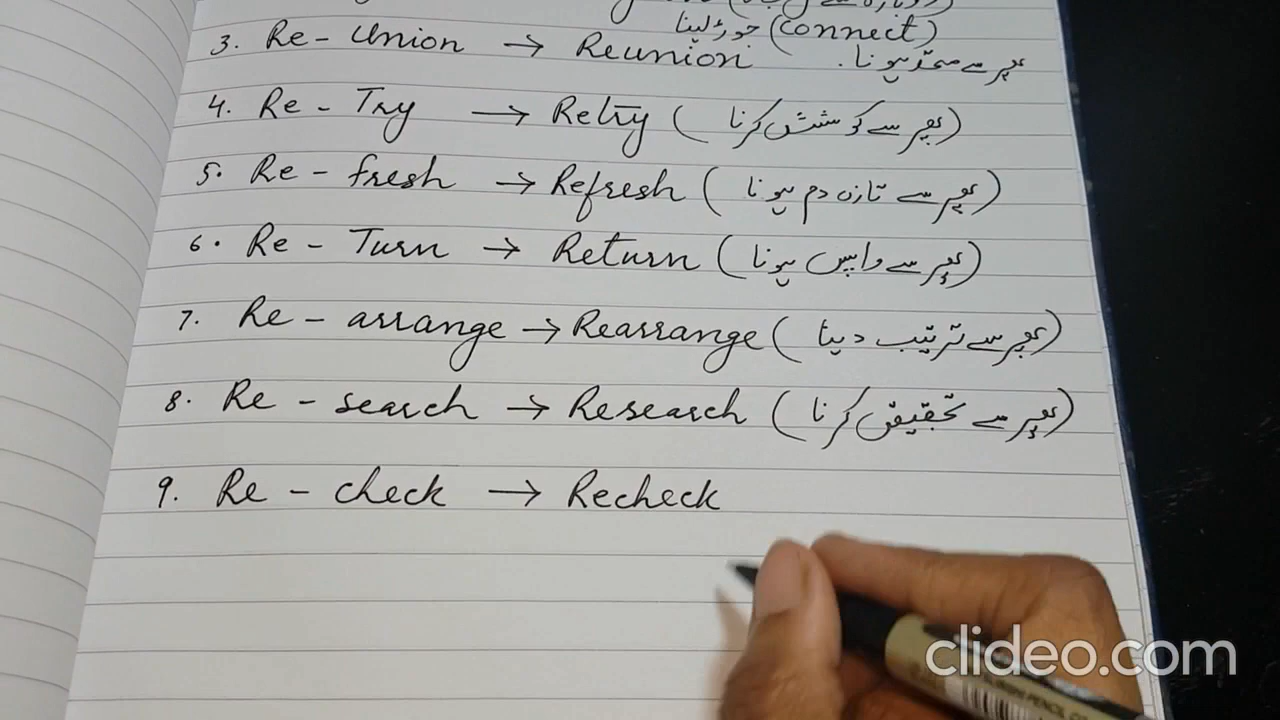 جوڑ لینا (connect)
3. Re - Union → Reunion پھر سے متحد ہونا.
4. Re - Try → Retry (پھر سے کوشش کرنا)
5. Re - fresh → Refresh (پھر سے تازہ دم ہونا)
6. Re - Turn → Return (پھر سے واپس ہونا)
7. Re - arrange → Rearrange (پھر سے ترتیب دینا)
8. Re - search → Research (پھر سے تحقیق کرنا)
9. Re - check → Recheck
clideo.com